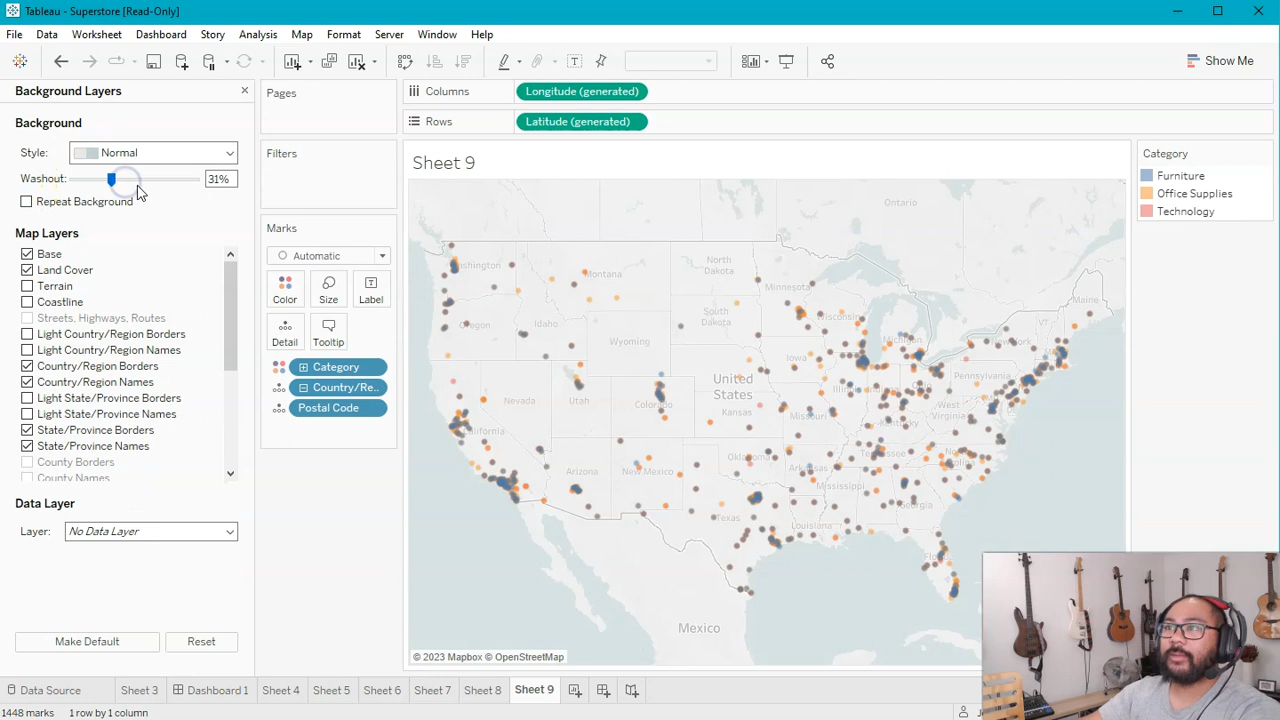 Tableau - Superstore [Read-Only]
File Data Worksheet Dashboard Story Analysis Map Format Server Window Help
Show Me
Background Layers
Background
Style: Normal
Washout: 31%
Repeat Background
Map Layers
Base
Land Cover
Terrain
Coastline
Streets, Highways, Routes
Light Country/Region Borders
Light Country/Region Names
Country/Region Borders
Country/Region Names
Light State/Province Borders
Light State/Province Names
State/Province Borders
State/Province Names
County Borders
County Names
Data Layer
Layer: No Data Layer
Make Default Reset
Pages
Filters
Marks
Automatic
Color Size Label
Detail Tooltip
Category
Country/Re..
Postal Code
Columns Longitude (generated)
Rows Latitude (generated)
Sheet 9
Ontario
Washington
Montana
North
Dakota
Minnesota
Maine
Oregon
Idaho
South
Dakota
Wisconsin
VT
Wyoming
Iowa
Pennsylvania
Nevada
Utah
Colorado
United
States
Kansas
Missouri
West
Virginia
California
Arizona
New Mexico
Mississippi
Georgia
Texas
Louisiana
Mexico
© 2023 Mapbox © OpenStreetMap
Category
Furniture
Office Supplies
Technology
Data Source Sheet 3 Dashboard 1 Sheet 4 Sheet 5 Sheet 6 Sheet 7 Sheet 8 Sheet 9
1448 marks 1 row by 1 column